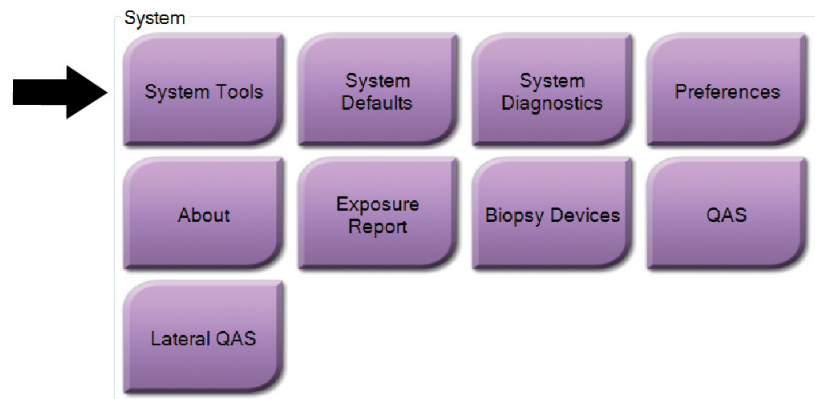 System
System Tools
System
Defaults
System
Diagnostics
Preferences
About
Exposure
Report
Biopsy Devices
QAS
Lateral QAS